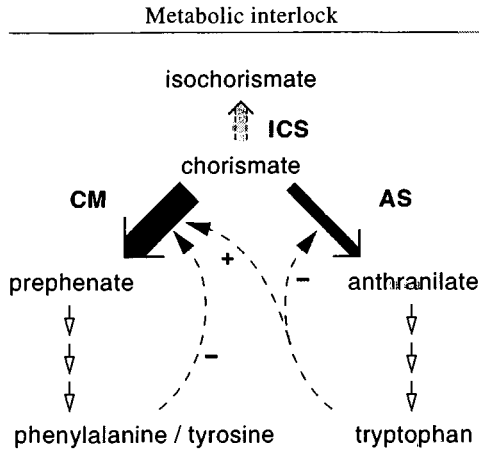 Metabolic interlock
isochorismate
ICS
chorismate
CM
AS
+
–
prephenate
anthranilate
–
phenylalanine / tyrosine
tryptophan